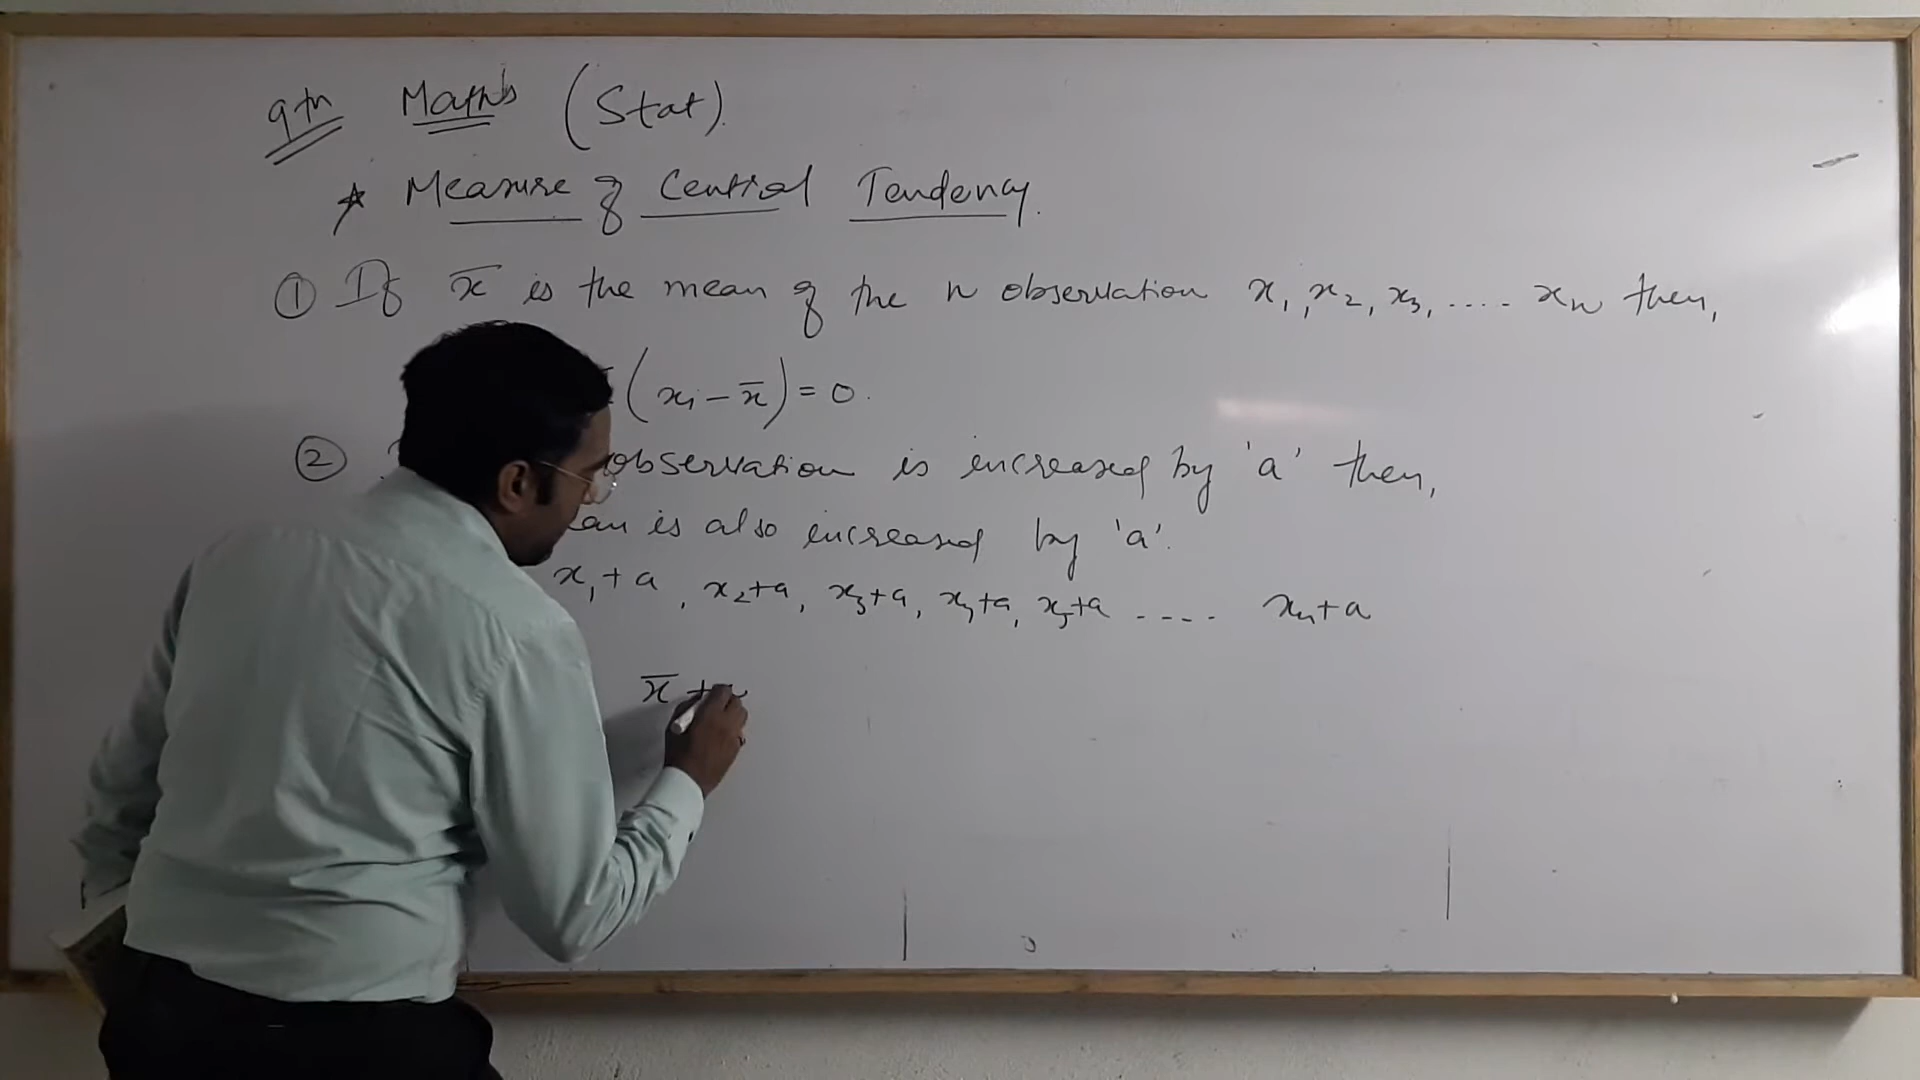 9th Maths (Stat).
* Measure of Central Tendency.
① If x̄ is the mean of the n observation x₁, x₂, x₃, .... xₙ then,
(xᵢ - x̄) = 0.
② observation is increased by 'a' then,
is also increased by 'a'.
x₁+a, x₂+a, x₃+a, x₄+a, x₅+a .... xₙ+a
x̄ +